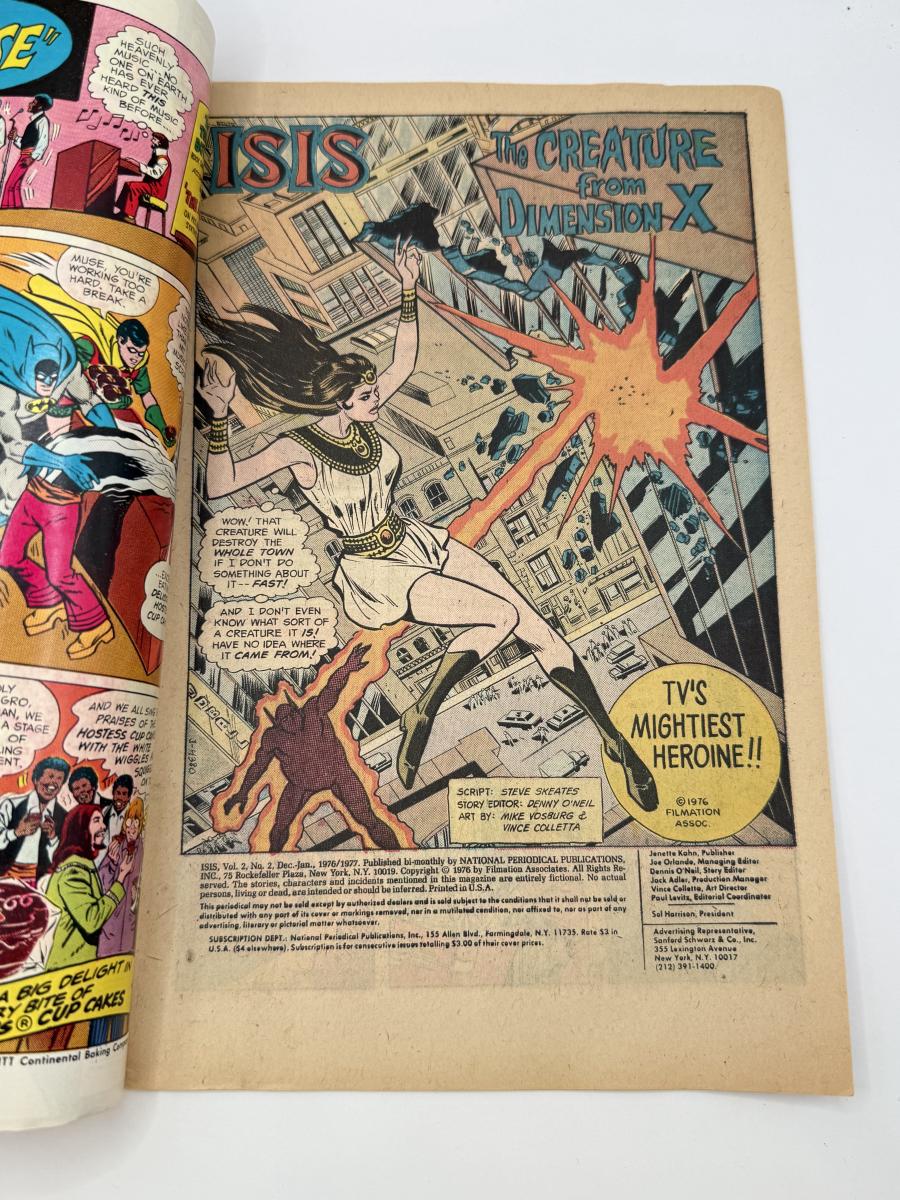 SE"
SUCH
HEAVENLY
MUSIC...NO
ONE ON EARTH
HAS EVER
HEARD THIS
KIND OF MUSIC
BEFORE...
MUSE, YOU'RE
WORKING TOO
HARD. TAKE A
BREAK.
HOSTESS
CUP CA
AND WE ALL SING
PRAISES OF TH
HOSTESS CUP CAK
WITH THE WHITE
WIGGLES
A STAGE
OF
A BIG DELIGHT IN
RY BITE OF
S® CUP CAKES
ITT Continental Baking Comp
ISIS
The CREATURE
from
DIMENSION X
WOW! THAT
CREATURE WILL
DESTROY THE
WHOLE TOWN
IF I DON'T DO
SOMETHING ABOUT
IT--FAST!
AND I DON'T EVEN
KNOW WHAT SORT OF
A CREATURE IT IS!
HAVE NO IDEA WHERE
IT CAME FROM!
J-4380
TV'S
MIGHTIEST
HEROINE!!
©1976
FILMATION
ASSOC.
SCRIPT: STEVE SKEATES
STORY EDITOR: DENNY O'NEIL
ART BY: MIKE VOSBURG &
VINCE COLLETTA
ISIS, Vol. 2, No. 2, Dec.-Jan., 1976/1977. Published bi-monthly by NATIONAL PERIODICAL PUBLICATIONS,
INC., 75 Rockefeller Plaza, New York, N.Y. 10019. Copyright © 1976 by Filmation Associates. All Rights Re-
served. The stories, characters and incidents mentioned in this magazine are entirely fictional. No actual
persons, living or dead, are intended or should be inferred. Printed in U.S.A.
This periodical may not be sold except by authorized dealers and is sold subject to the conditions that it shall not be sold or
distributed with any part of its cover or markings removed, nor in a mutilated condition, nor affixed to, nor as part of any
advertising, literary or pictorial matter whatsoever.
SUBSCRIPTION DEPT.: National Periodical Publications, Inc., 155 Allen Blvd., Farmingdale, N.Y. 11735. Rate $3 in
U.S.A. ($4 elsewhere). Subscription is for consecutive issues totalling $3.00 of their cover prices.
Jenette Kahn, Publisher
Joe Orlando, Managing Editor
Dennis O'Neil, Story Editor
Jack Adler, Production Manager
Vince Colletta, Art Director
Paul Levitz, Editorial Coordinator
Sol Harrison, President
Advertising Representative,
Sanford Schwarz & Co., Inc.
355 Lexington Avenue
New York, N.Y. 10017
(212) 391-1400.